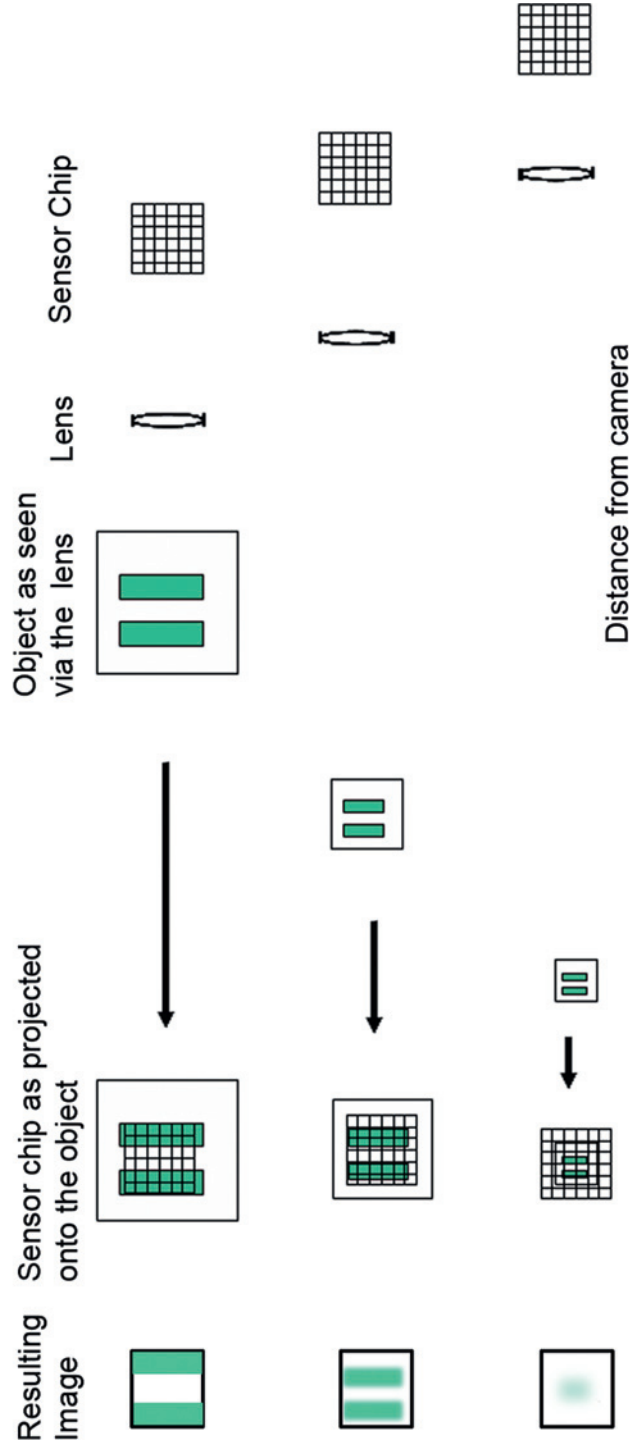 Resulting
Image
Sensor chip as projected
onto the object
Object as seen
via the lens
Lens
Sensor Chip
Distance from camera